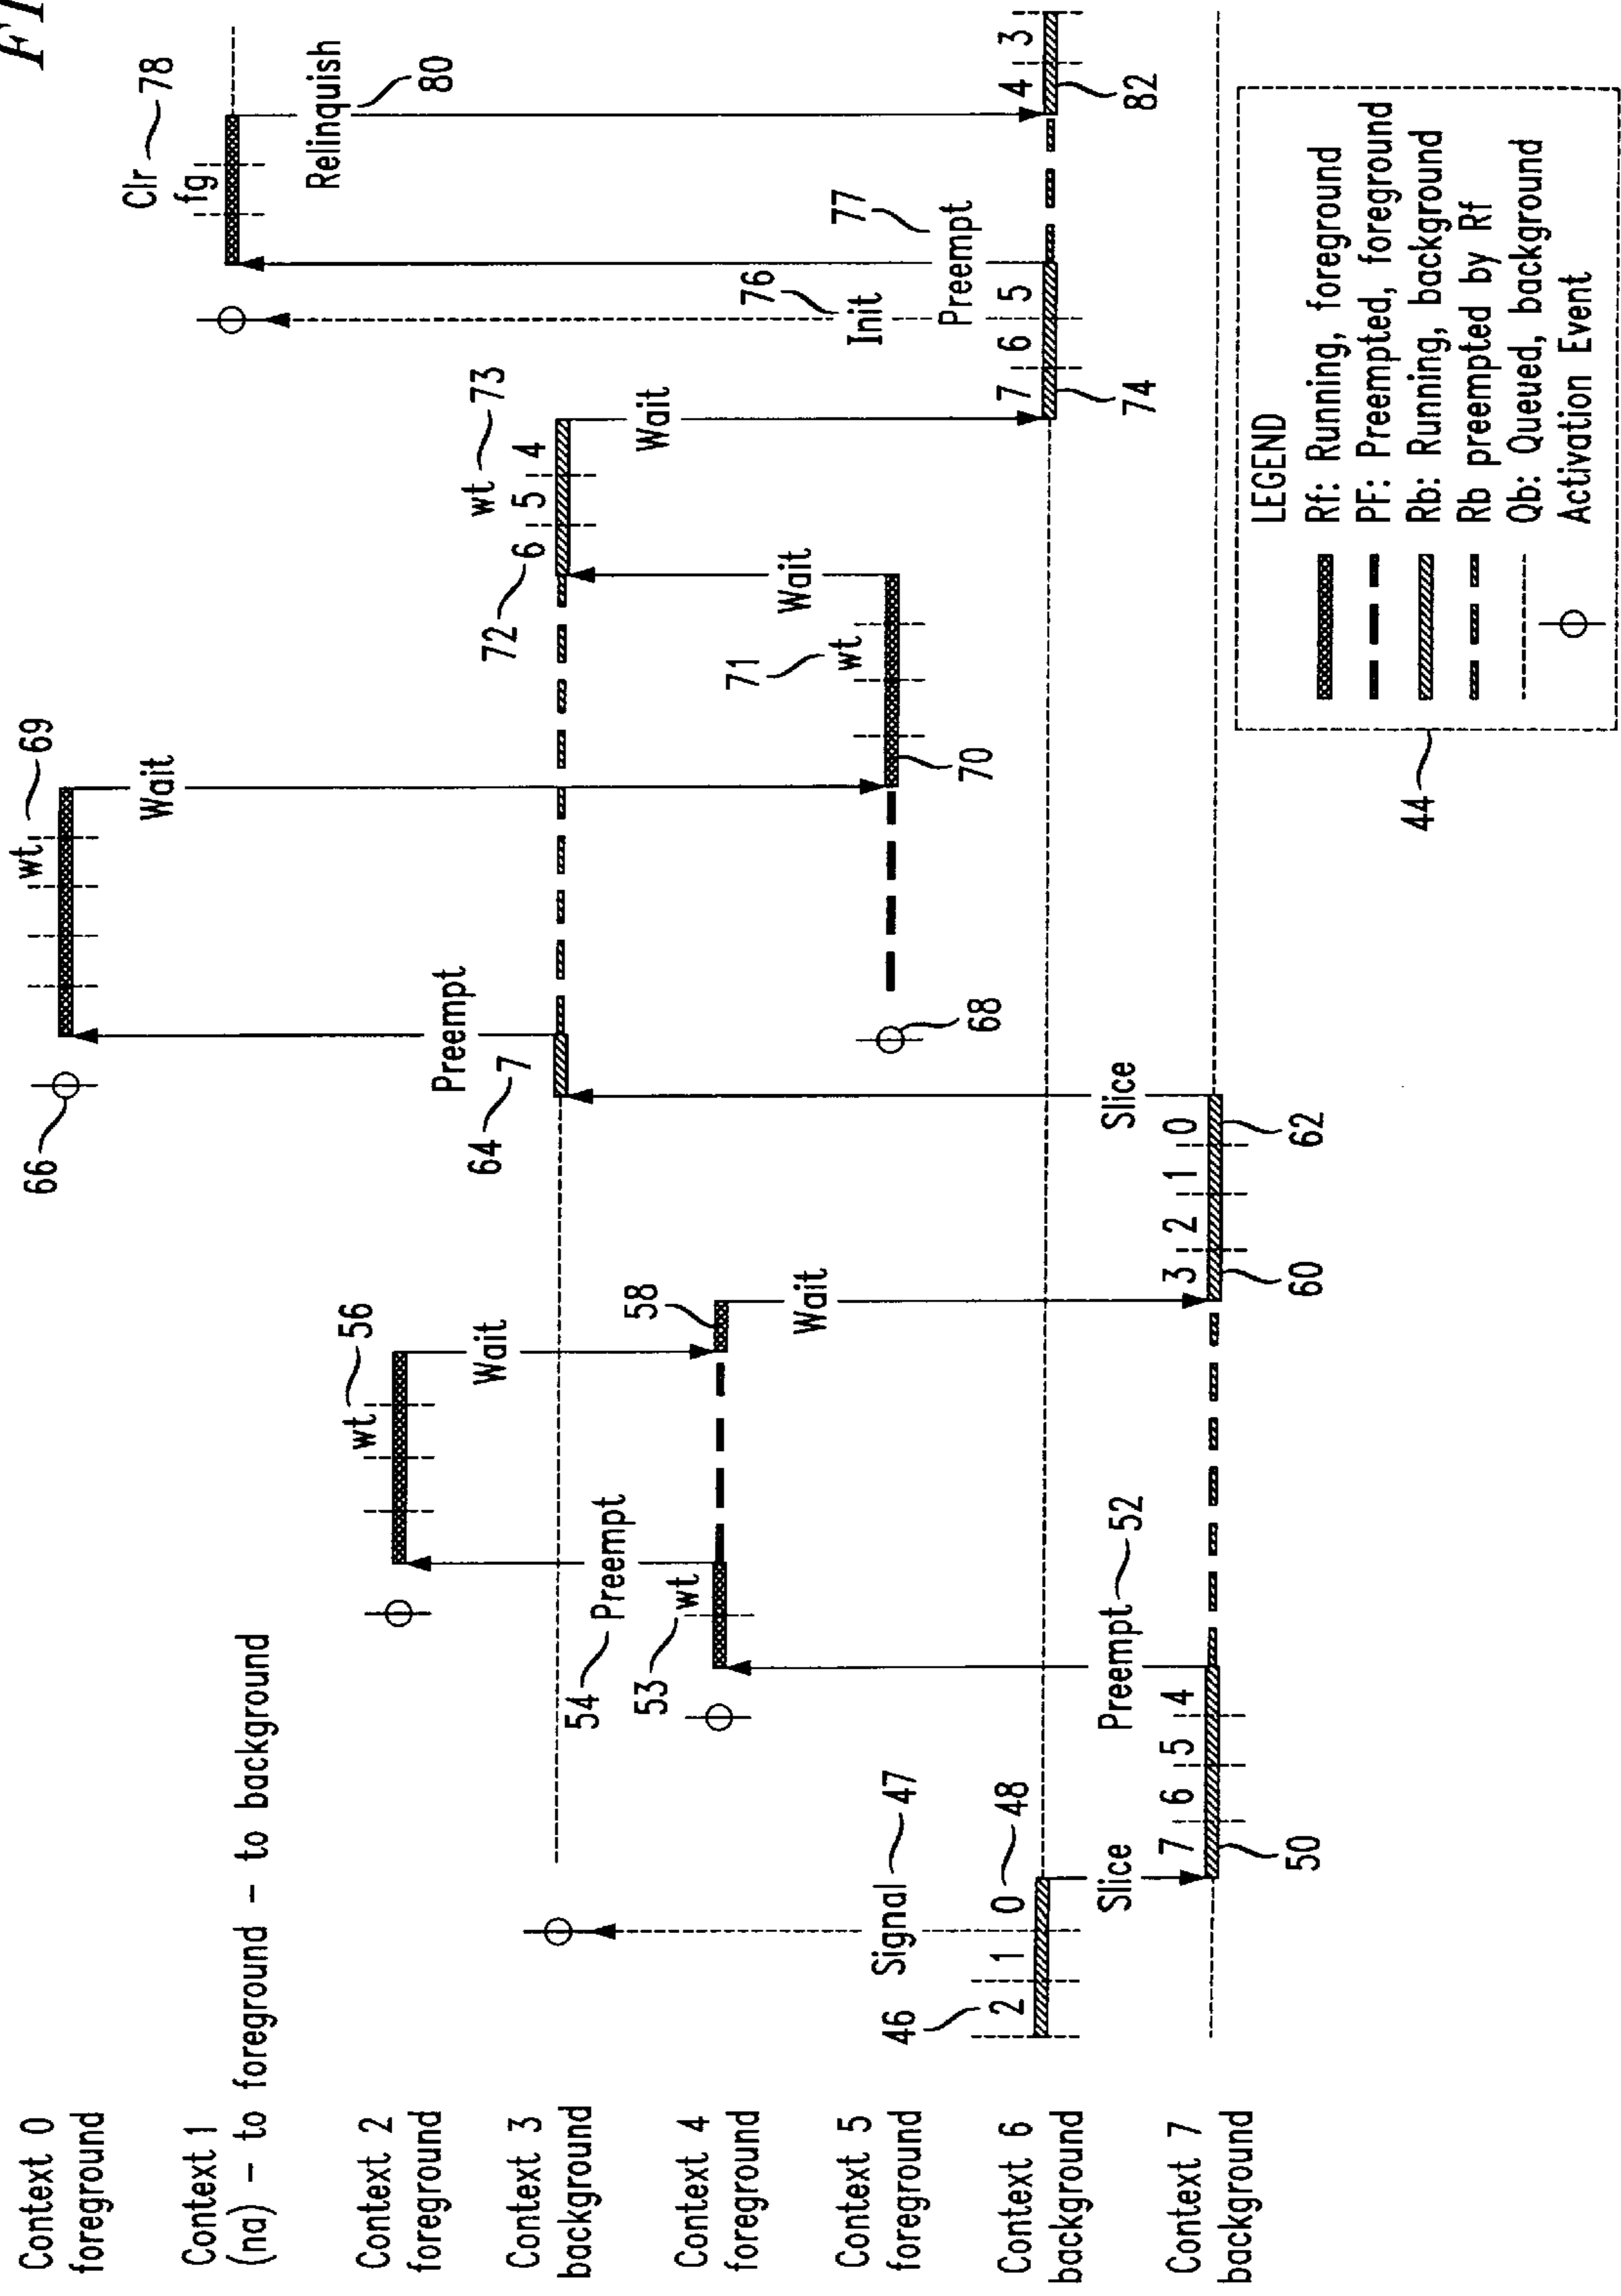 FI
Context 0
foreground
66
wt
69
Preempt
Wait
Context 1
(na) – to foreground – to background
Clr
78
fg
Relinquish
80
Context 2
foreground
wt
56
Wait
Context 3
background
54
Preempt
64
7
72
6
5
4
wt
73
Wait
Context 4
foreground
53
wt
58
Wait
Context 5
foreground
68
70
71
wt
Wait
Context 6
background
46
2
1
0
48
Signal
47
Slice
7
6
5
74
Init
76
Preempt
77
4
3
82
Context 7
background
7
6
5
4
50
Preempt
52
3
2
1
0
60
62
Slice
44
LEGEND
Rf: Running, foreground
PF: Preempted, foreground
Rb: Running, background
Rb preempted by Rf
Qb: Queued, background
Activation Event